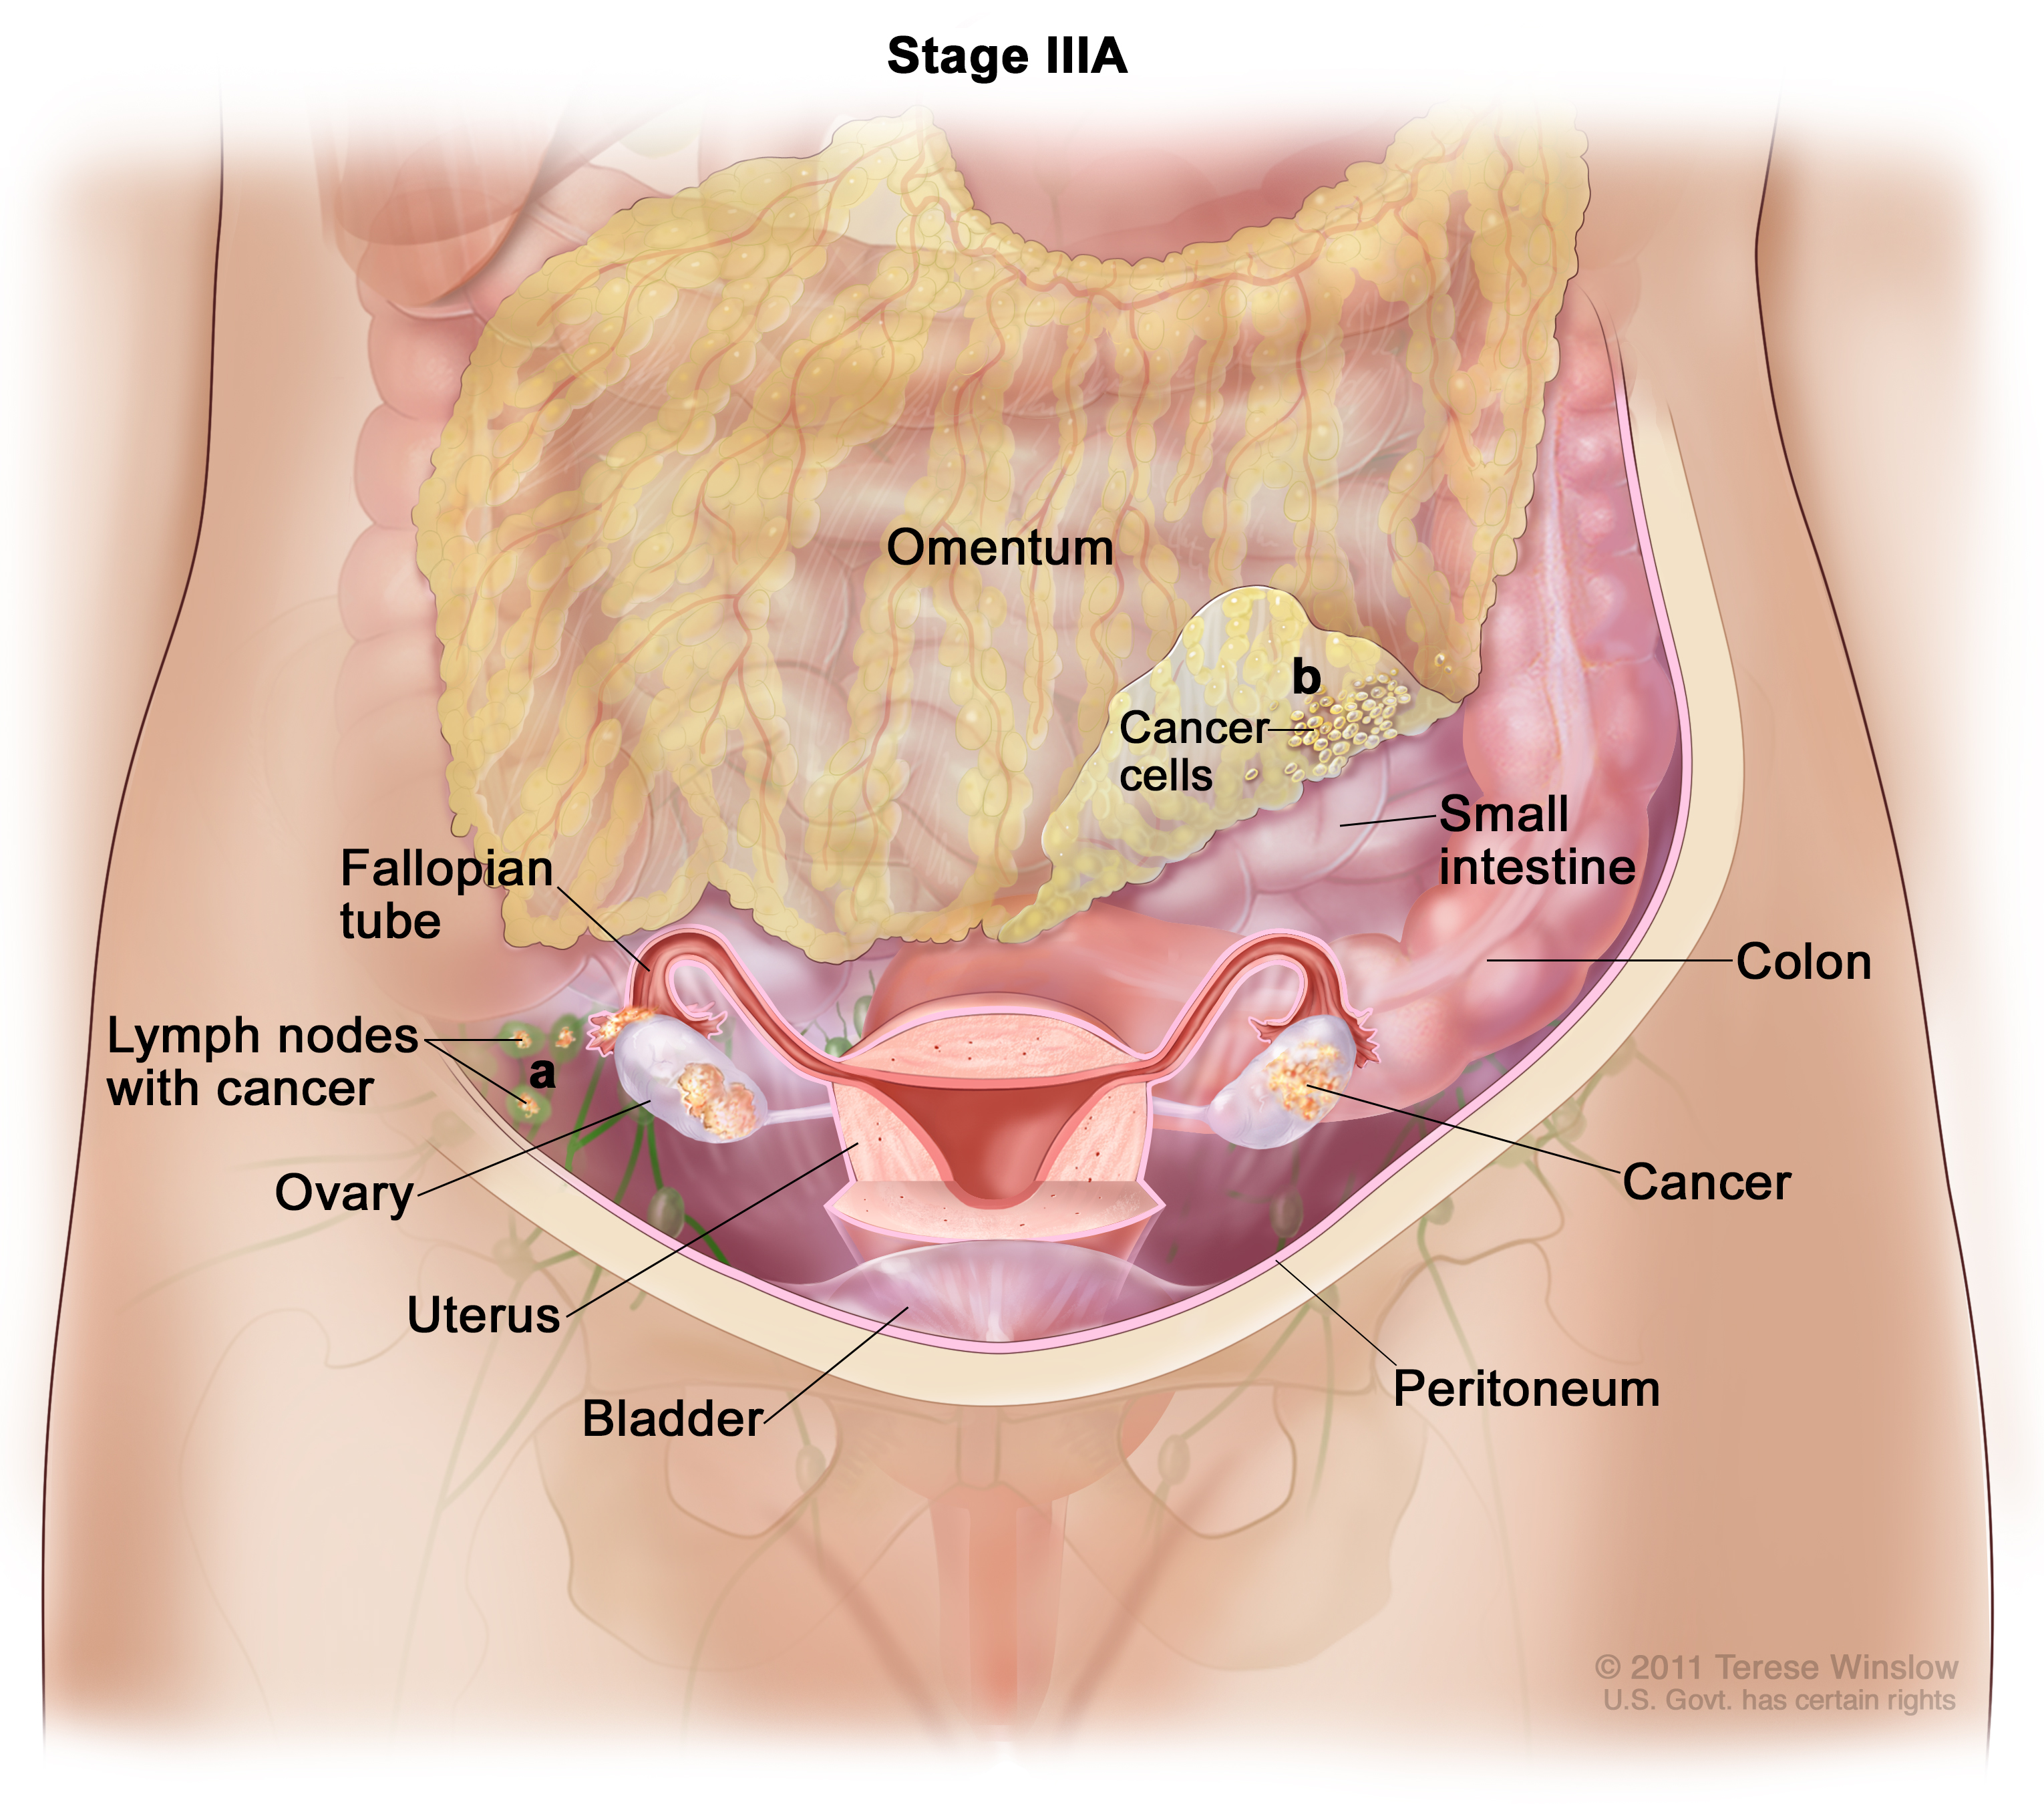 Stage IIIA
Omentum
b
Cancer
cells
Small
intestine
Fallopian
tube
Colon
Lymph nodes
with cancer
a
Ovary
Cancer
Uterus
Peritoneum
Bladder
© 2011 Terese Winslow
U.S. Govt. has certain rights